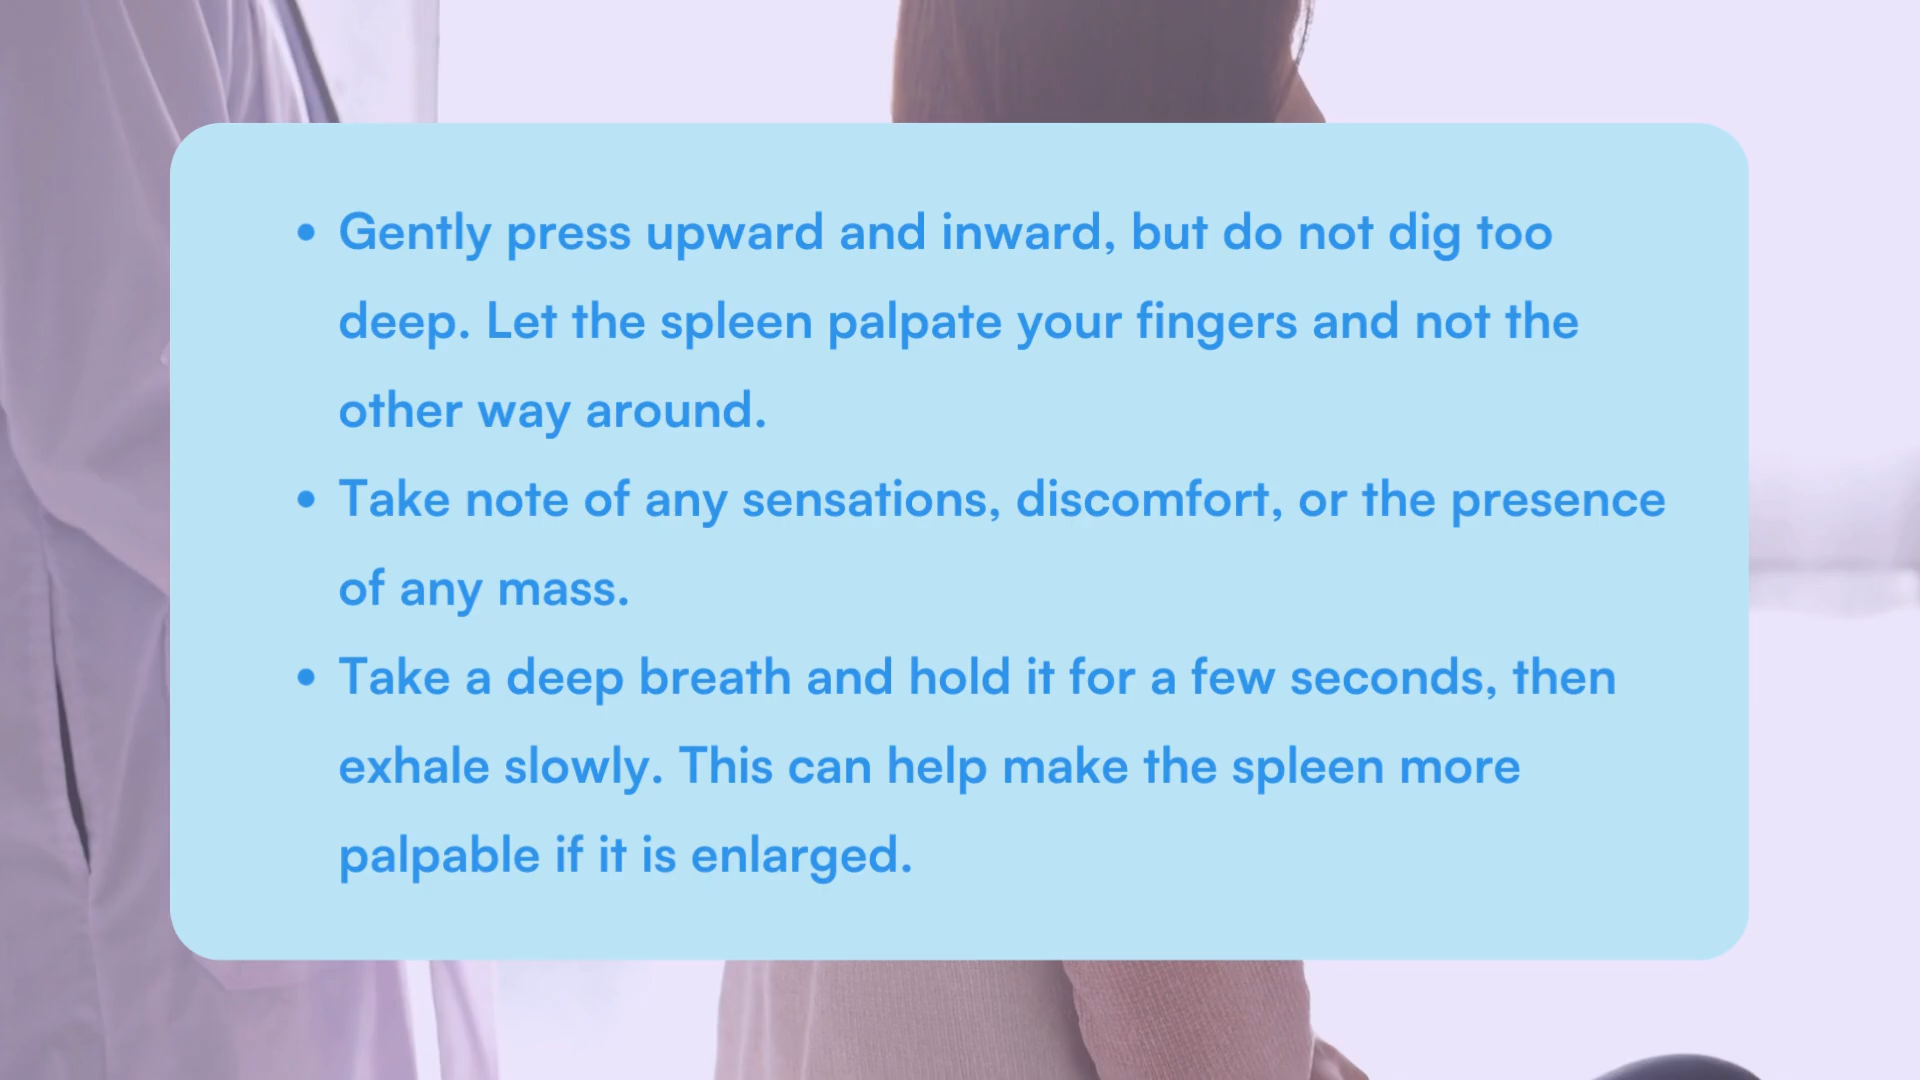 • Gently press upward and inward, but do not dig too
deep. Let the spleen palpate your fingers and not the
other way around.
• Take note of any sensations, discomfort, or the presence
of any mass.
• Take a deep breath and hold it for a few seconds, then
exhale slowly. This can help make the spleen more
palpable if it is enlarged.